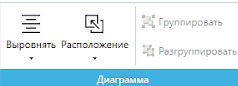 Выровнять Расположение
Группировать
Разгруппировать
Диаграмма